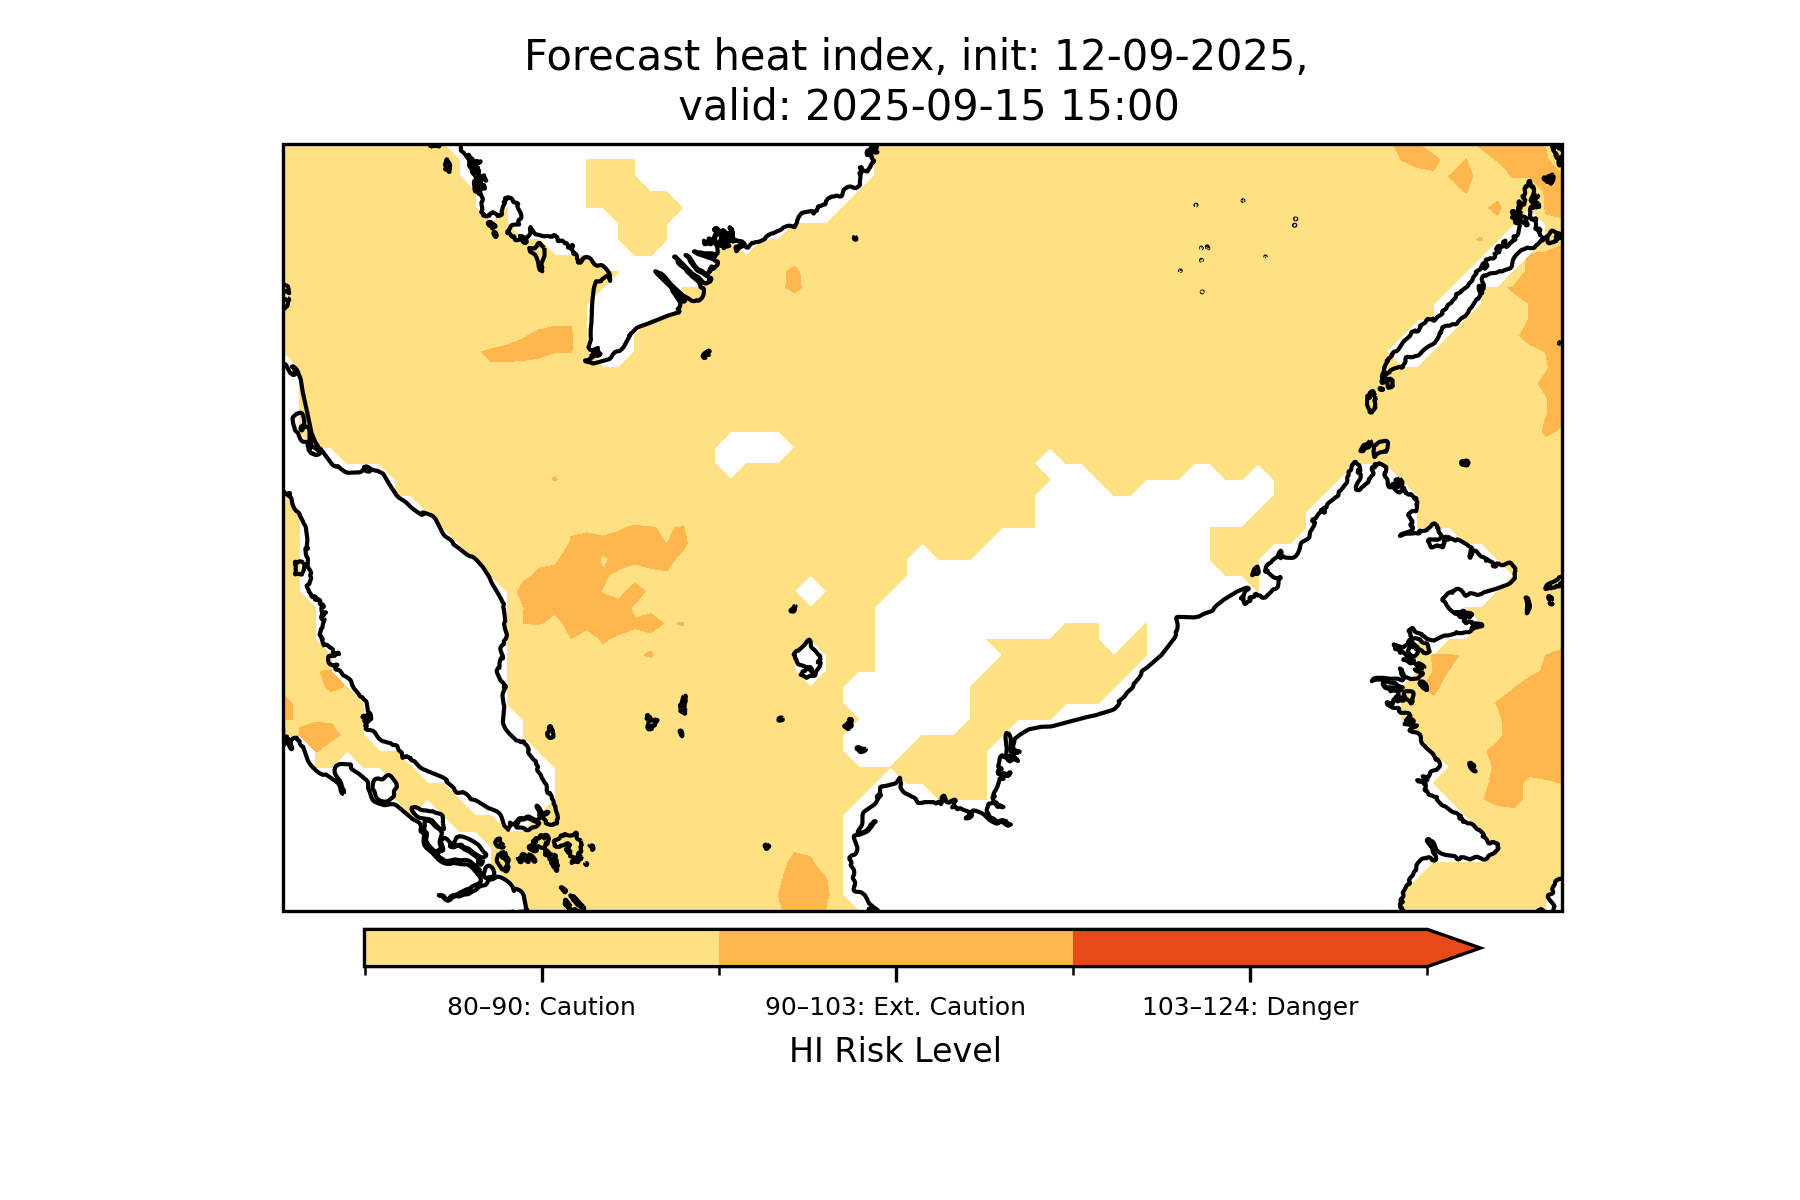 Forecast heat index, init: 12-09-2025,
valid: 2025-09-15 15:00
80–90: Caution
90–103: Ext. Caution
103–124: Danger
HI Risk Level